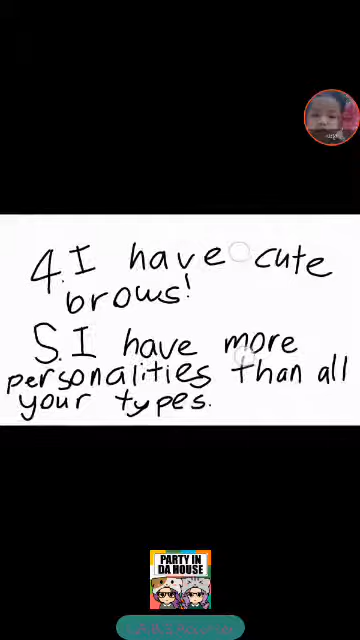 4. I have cute
brows!
5. I have more
personalities than all
your types.
PARTY IN
DA HOUSE